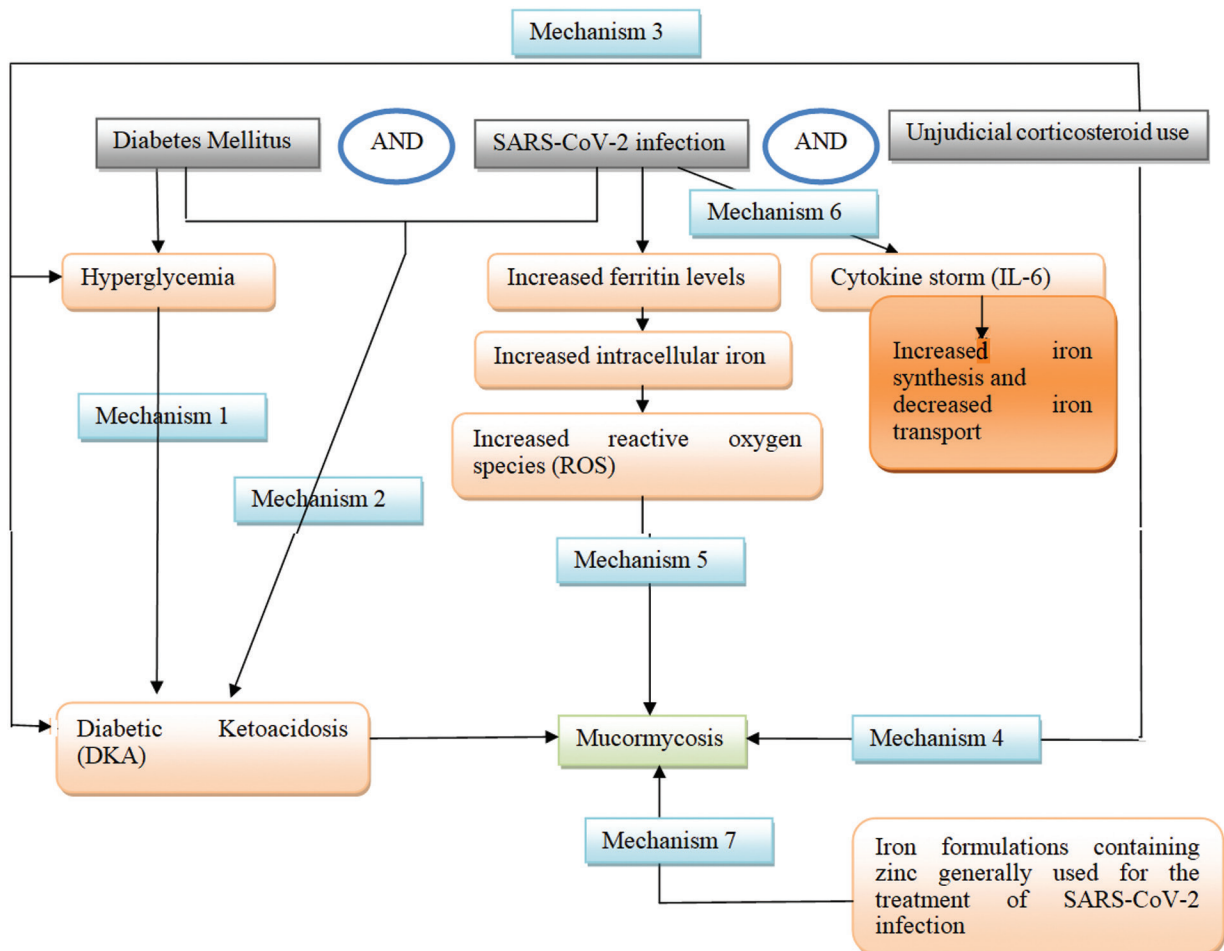 Mechanism 3
Diabetes Mellitus
AND
SARS-CoV-2 infection
AND
Unjudicial corticosteroid use
Mechanism 6
Hyperglycemia
Increased ferritin levels
Cytokine storm (IL-6)
Increased intracellular iron
Increased iron
synthesis and
decreased iron
transport
Mechanism 1
Increased reactive oxygen
species (ROS)
Mechanism 2
Mechanism 5
Diabetic Ketoacidosis
(DKA)
Mucormycosis
Mechanism 4
Mechanism 7
Iron formulations containing
zinc generally used for the
treatment of SARS-CoV-2
infection